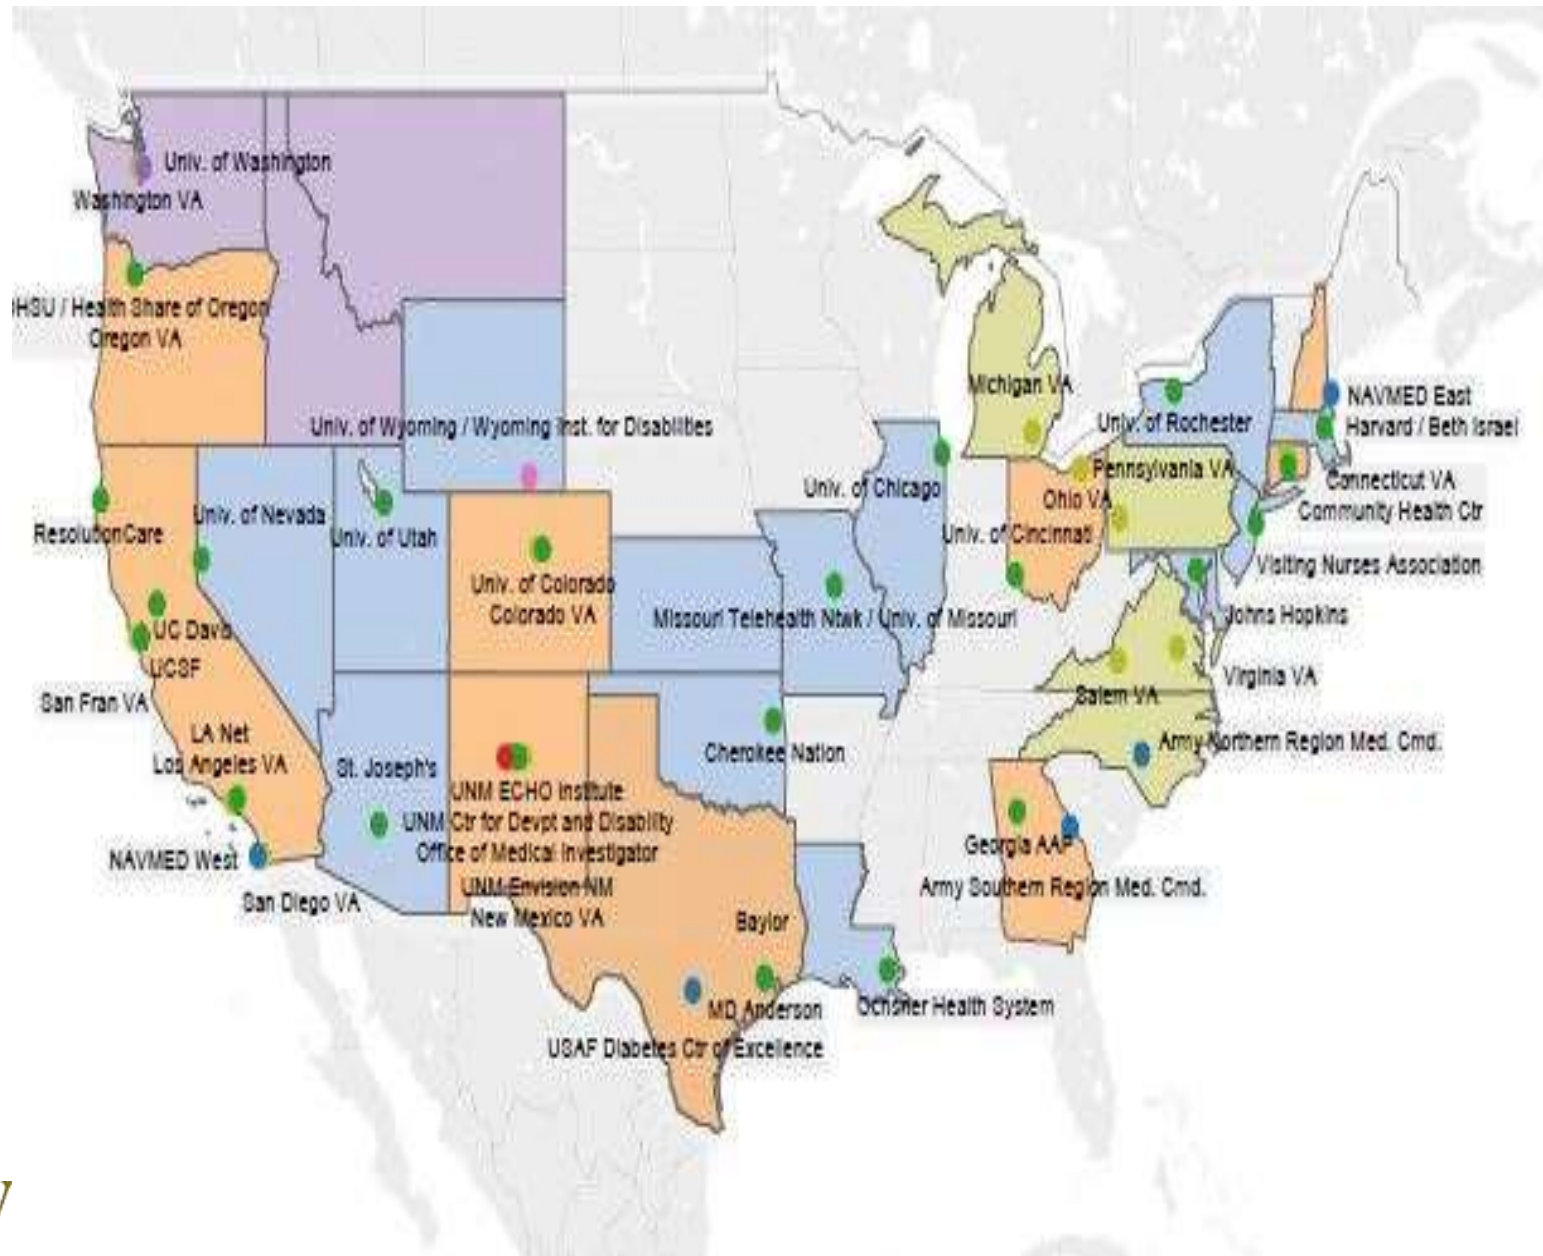 Univ. of Washington
Washington VA
HSU / Health Share of Oregon
Oregon VA
Univ. of Wyoming / Wyoming Inst. for Disabilities
Michigan VA
Univ. of Rochester
NAVMED East
Harvard / Beth Israel
Connecticut VA
Community Health Ctr
Pennsylvania VA
Ohio VA
Univ. of Chicago
Univ. of Cincinnati
Visiting Nurses Association
Johns Hopkins
Virginia VA
Salem VA
Army Northern Region Med. Cmd.
ResolutionCare
Univ. of Nevada
Univ. of Utah
Univ. of Colorado
Colorado VA
Missouri Telehealth Ntwk / Univ. of Missouri
UC Davis
UCSF
San Fran VA
LA Net
Los Angeles VA
St. Joseph's
Cherokee Nation
UNM ECHO Institute
UNM Ctr for Devpt and Disability
Office of Medical Investigator
UNM Envision NM
New Mexico VA
NAVMED West
San Diego VA
Georgia AAP
Army Southern Region Med. Cmd.
Baylor
MD Anderson
USAF Diabetes Ctr of Excellence
Ochsner Health System
y